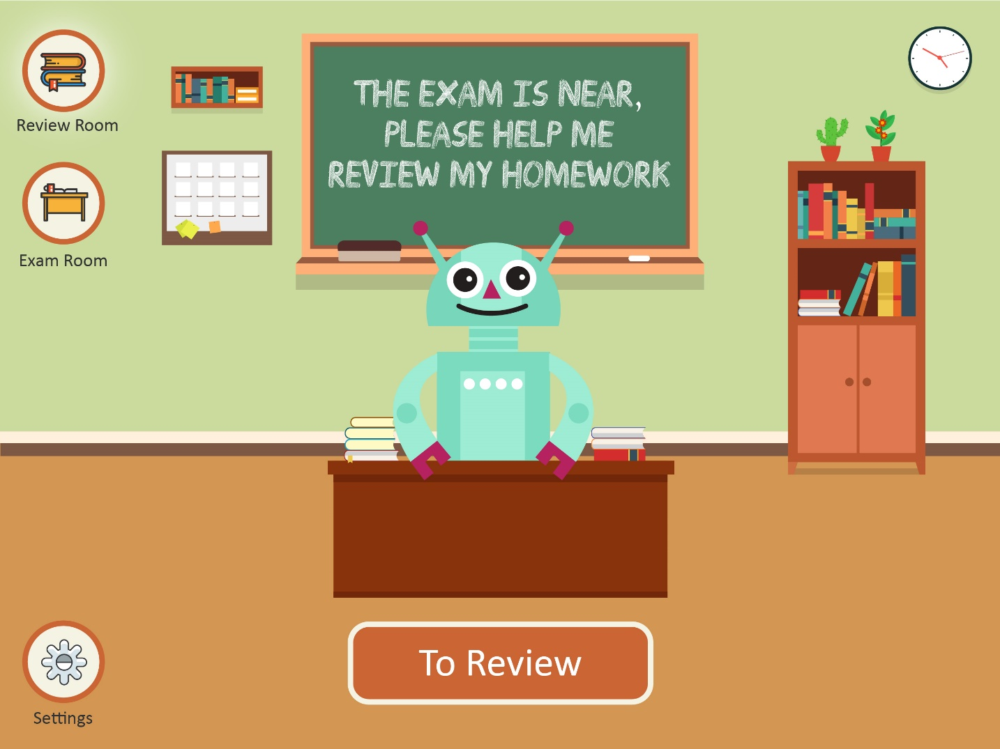 THE EXAM IS NEAR,
PLEASE HELP ME
REVIEW MY HOMEWORK
Review Room
Exam Room
To Review
Settings